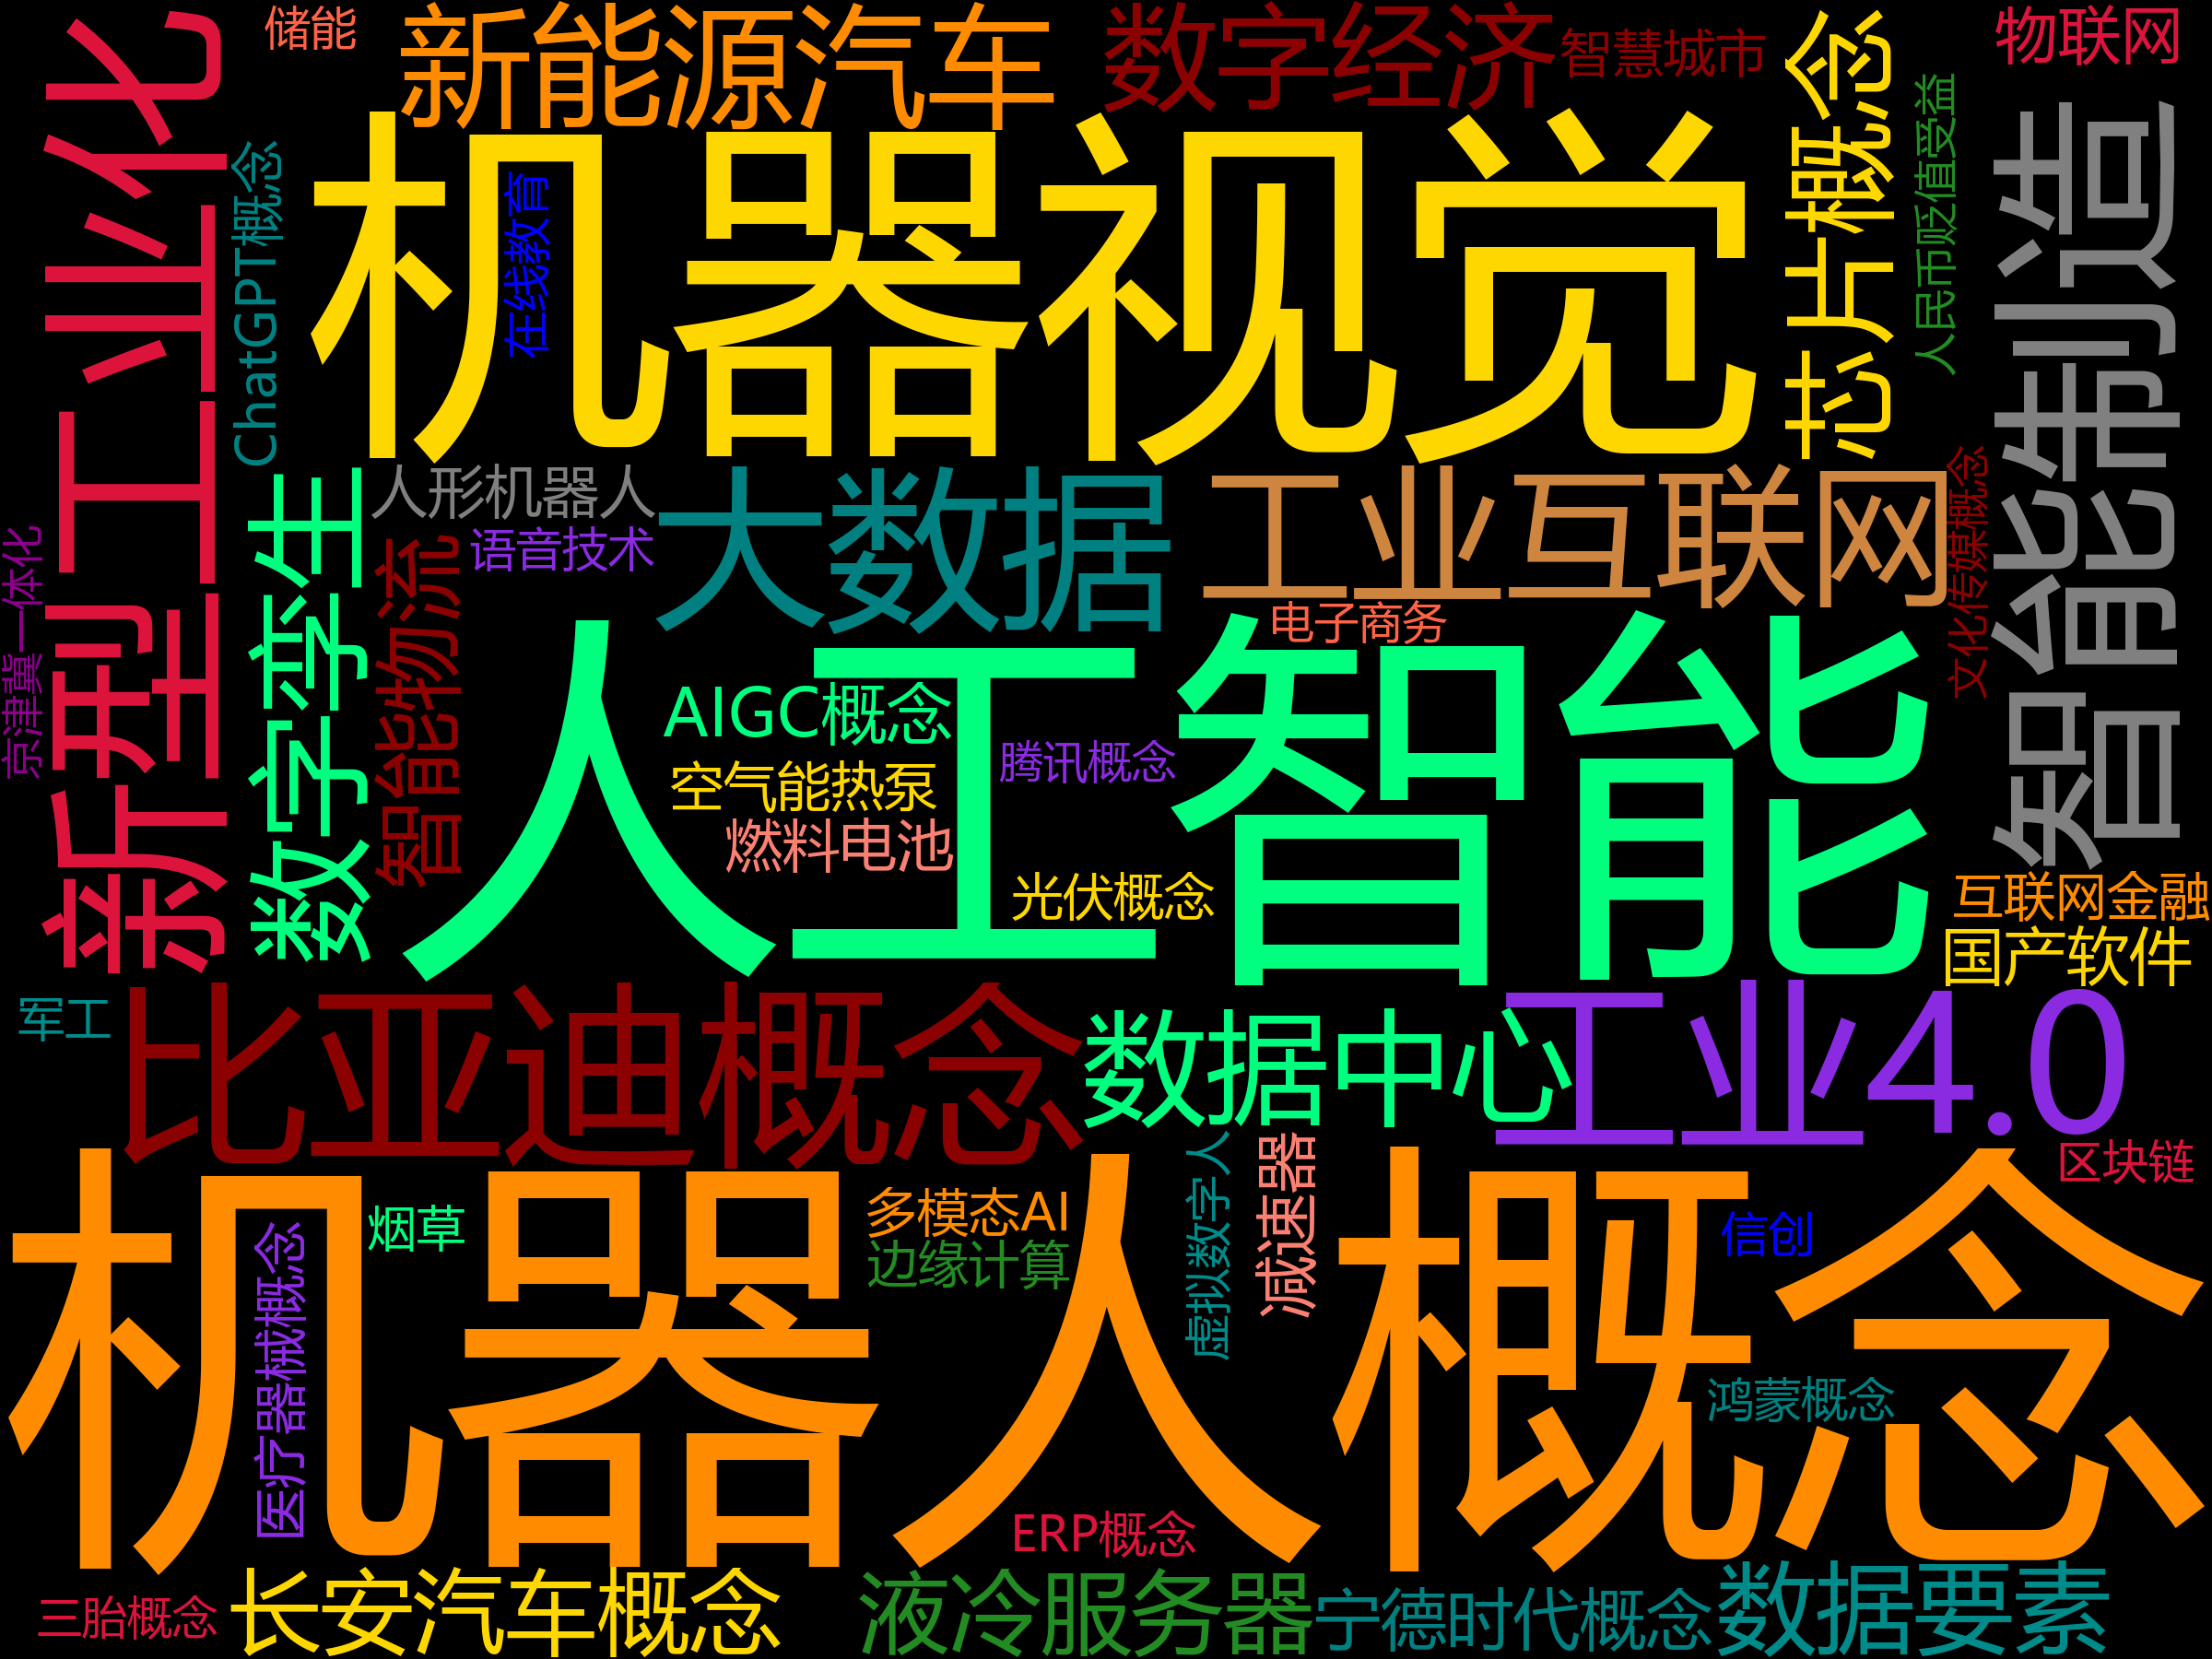 储能
新能源汽车
数字经济
智慧城市
物联网
新型工业化
ChatGPT概念
在线教育
机器视觉
芯片概念
人民币贬值受益
智能制造
人形机器人
语音技术
大数据
工业互联网
文化传媒概念
京津冀一体化
数字孪生
智能物流
电子商务
人工智能
AIGC概念
空气能热泵
腾讯概念
燃料电池
光伏概念
互联网金融
国产软件
军工
比亚迪概念
数据中心
工业4.0
区块链
机器人概念
烟草
医疗器械概念
多模态AI
边缘计算
虚拟数字人
减速器
信创
鸿蒙概念
ERP概念
三胎概念
长安汽车概念
液冷服务器
宁德时代概念
数据要素